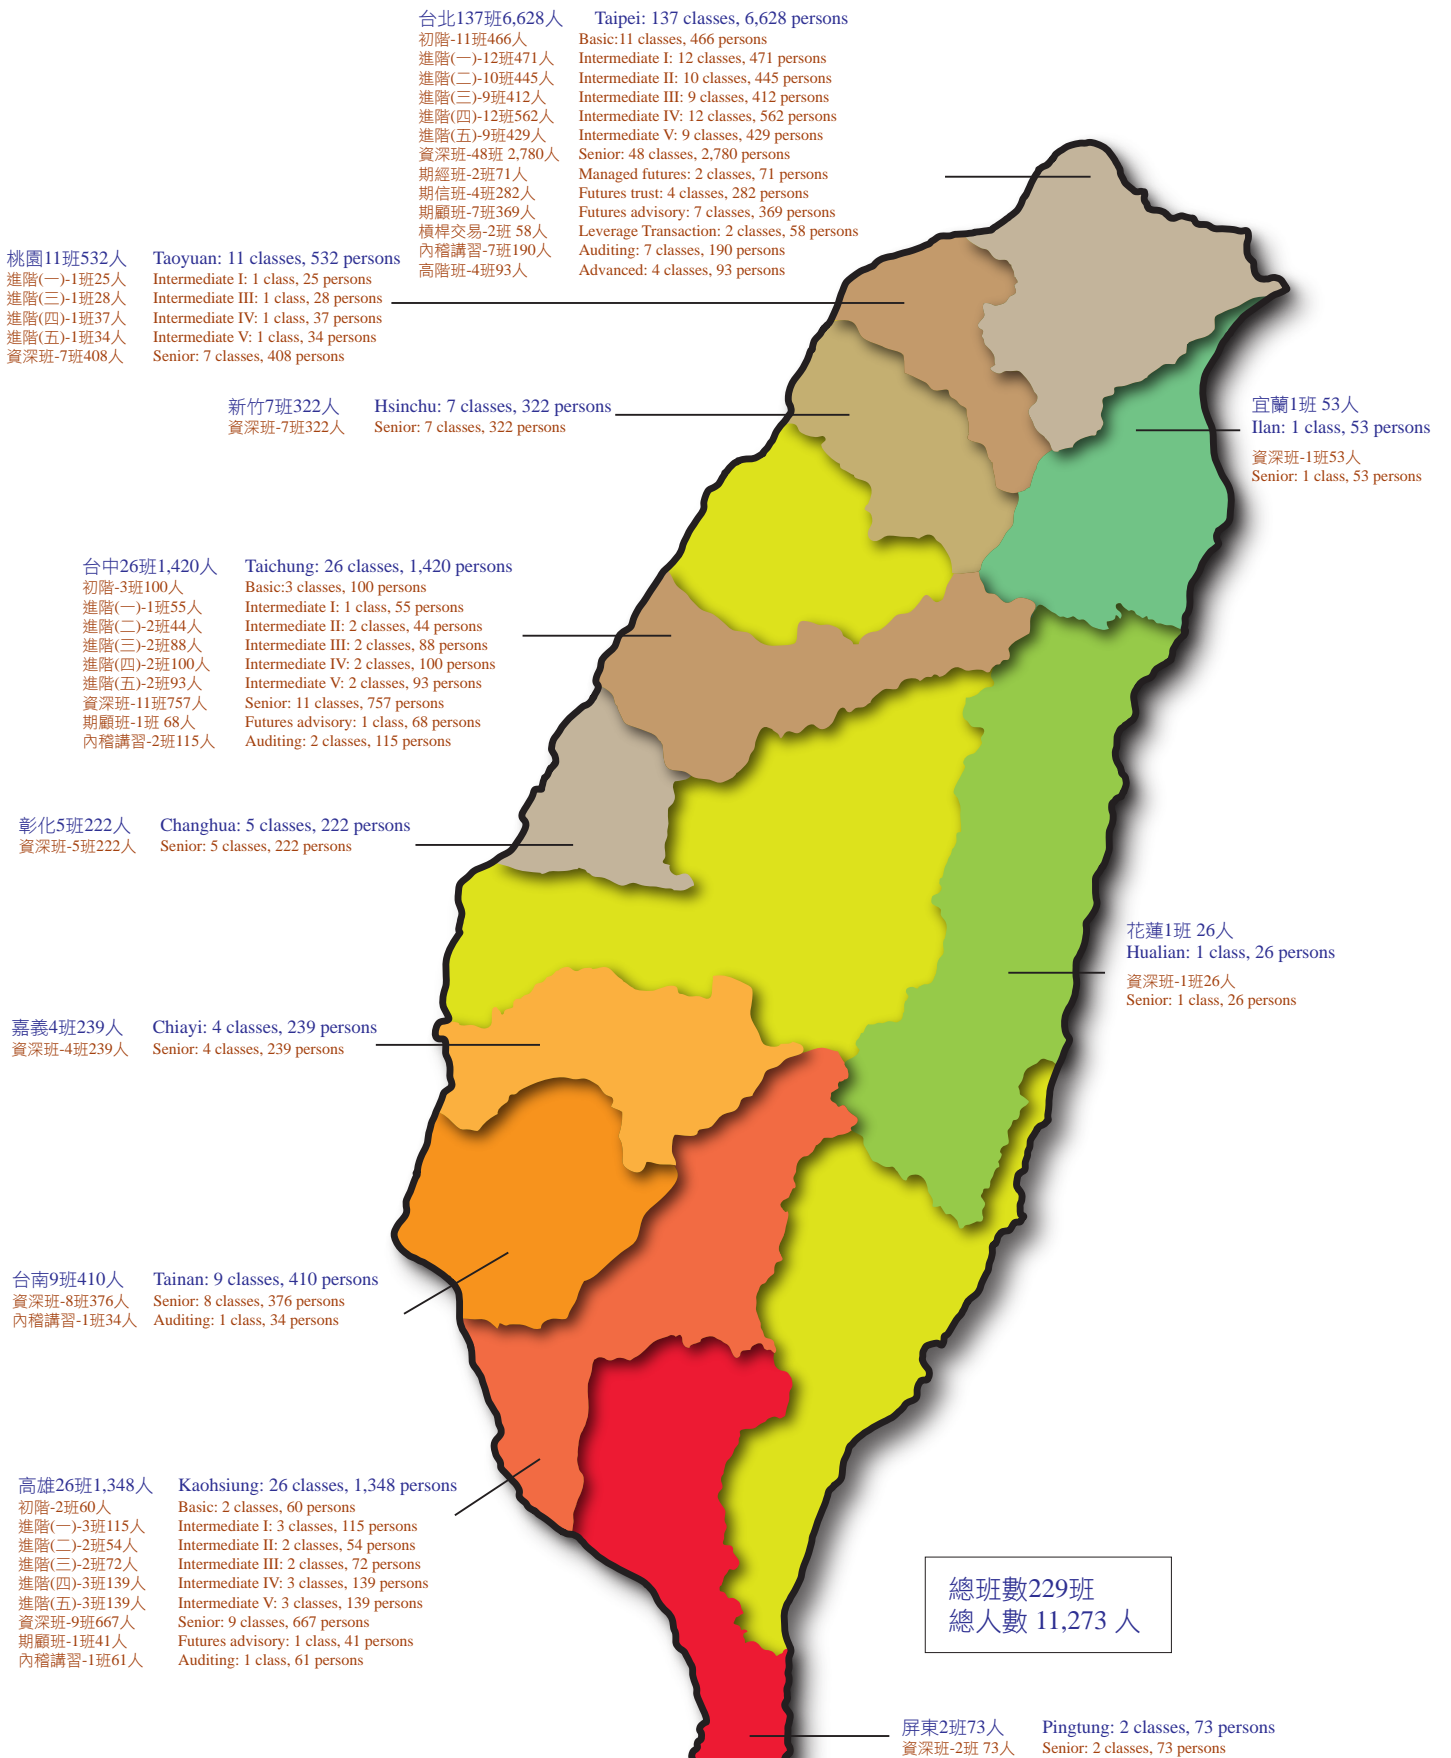 台北137班6,628人 Taipei: 137 classes, 6,628 persons
初階-11班466人 Basic:11 classes, 466 persons
進階(一)-12班471人 Intermediate I: 12 classes, 471 persons
進階(二)-10班445人 Intermediate II: 10 classes, 445 persons
進階(三)-9班412人 Intermediate III: 9 classes, 412 persons
進階(四)-12班562人 Intermediate IV: 12 classes, 562 persons
進階(五)-9班429人 Intermediate V: 9 classes, 429 persons
資深班-48班 2,780人 Senior: 48 classes, 2,780 persons
期經班-2班71人 Managed futures: 2 classes, 71 persons
期信班-4班282人 Futures trust: 4 classes, 282 persons
期顧班-7班369人 Futures advisory: 7 classes, 369 persons
槓桿交易-2班 58人 Leverage Transaction: 2 classes, 58 persons
內稽講習-7班190人 Auditing: 7 classes, 190 persons
高階班-4班93人 Advanced: 4 classes, 93 persons
桃園11班532人 Taoyuan: 11 classes, 532 persons
進階(一)-1班25人 Intermediate I: 1 class, 25 persons
進階(三)-1班28人 Intermediate III: 1 class, 28 persons
進階(四)-1班37人 Intermediate IV: 1 class, 37 persons
進階(五)-1班34人 Intermediate V: 1 class, 34 persons
資深班-7班408人 Senior: 7 classes, 408 persons
新竹7班322人 Hsinchu: 7 classes, 322 persons
資深班-7班322人 Senior: 7 classes, 322 persons
宜蘭1班 53人
Ilan: 1 class, 53 persons
資深班-1班53人
Senior: 1 class, 53 persons
台中26班1,420人 Taichung: 26 classes, 1,420 persons
初階-3班100人 Basic:3 classes, 100 persons
進階(一)-1班55人 Intermediate I: 1 class, 55 persons
進階(二)-2班44人 Intermediate II: 2 classes, 44 persons
進階(三)-2班88人 Intermediate III: 2 classes, 88 persons
進階(四)-2班100人 Intermediate IV: 2 classes, 100 persons
進階(五)-2班93人 Intermediate V: 2 classes, 93 persons
資深班-11班757人 Senior: 11 classes, 757 persons
期顧班-1班 68人 Futures advisory: 1 class, 68 persons
內稽講習-2班115人 Auditing: 2 classes, 115 persons
彰化5班222人 Changhua: 5 classes, 222 persons
資深班-5班222人 Senior: 5 classes, 222 persons
花蓮1班 26人
Hualian: 1 class, 26 persons
資深班-1班26人
Senior: 1 class, 26 persons
嘉義4班239人 Chiayi: 4 classes, 239 persons
資深班-4班239人 Senior: 4 classes, 239 persons
台南9班410人 Tainan: 9 classes, 410 persons
資深班-8班376人 Senior: 8 classes, 376 persons
內稽講習-1班34人 Auditing: 1 class, 34 persons
高雄26班1,348人 Kaohsiung: 26 classes, 1,348 persons
初階-2班60人 Basic: 2 classes, 60 persons
進階(一)-3班115人 Intermediate I: 3 classes, 115 persons
進階(二)-2班54人 Intermediate II: 2 classes, 54 persons
進階(三)-2班72人 Intermediate III: 2 classes, 72 persons
進階(四)-3班139人 Intermediate IV: 3 classes, 139 persons
進階(五)-3班139人 Intermediate V: 3 classes, 139 persons
資深班-9班667人 Senior: 9 classes, 667 persons
期顧班-1班41人 Futures advisory: 1 class, 41 persons
內稽講習-1班61人 Auditing: 1 class, 61 persons
總班數229班
總人數 11,273 人
屏東2班73人 Pingtung: 2 classes, 73 persons
資深班-2班 73人 Senior: 2 classes, 73 persons